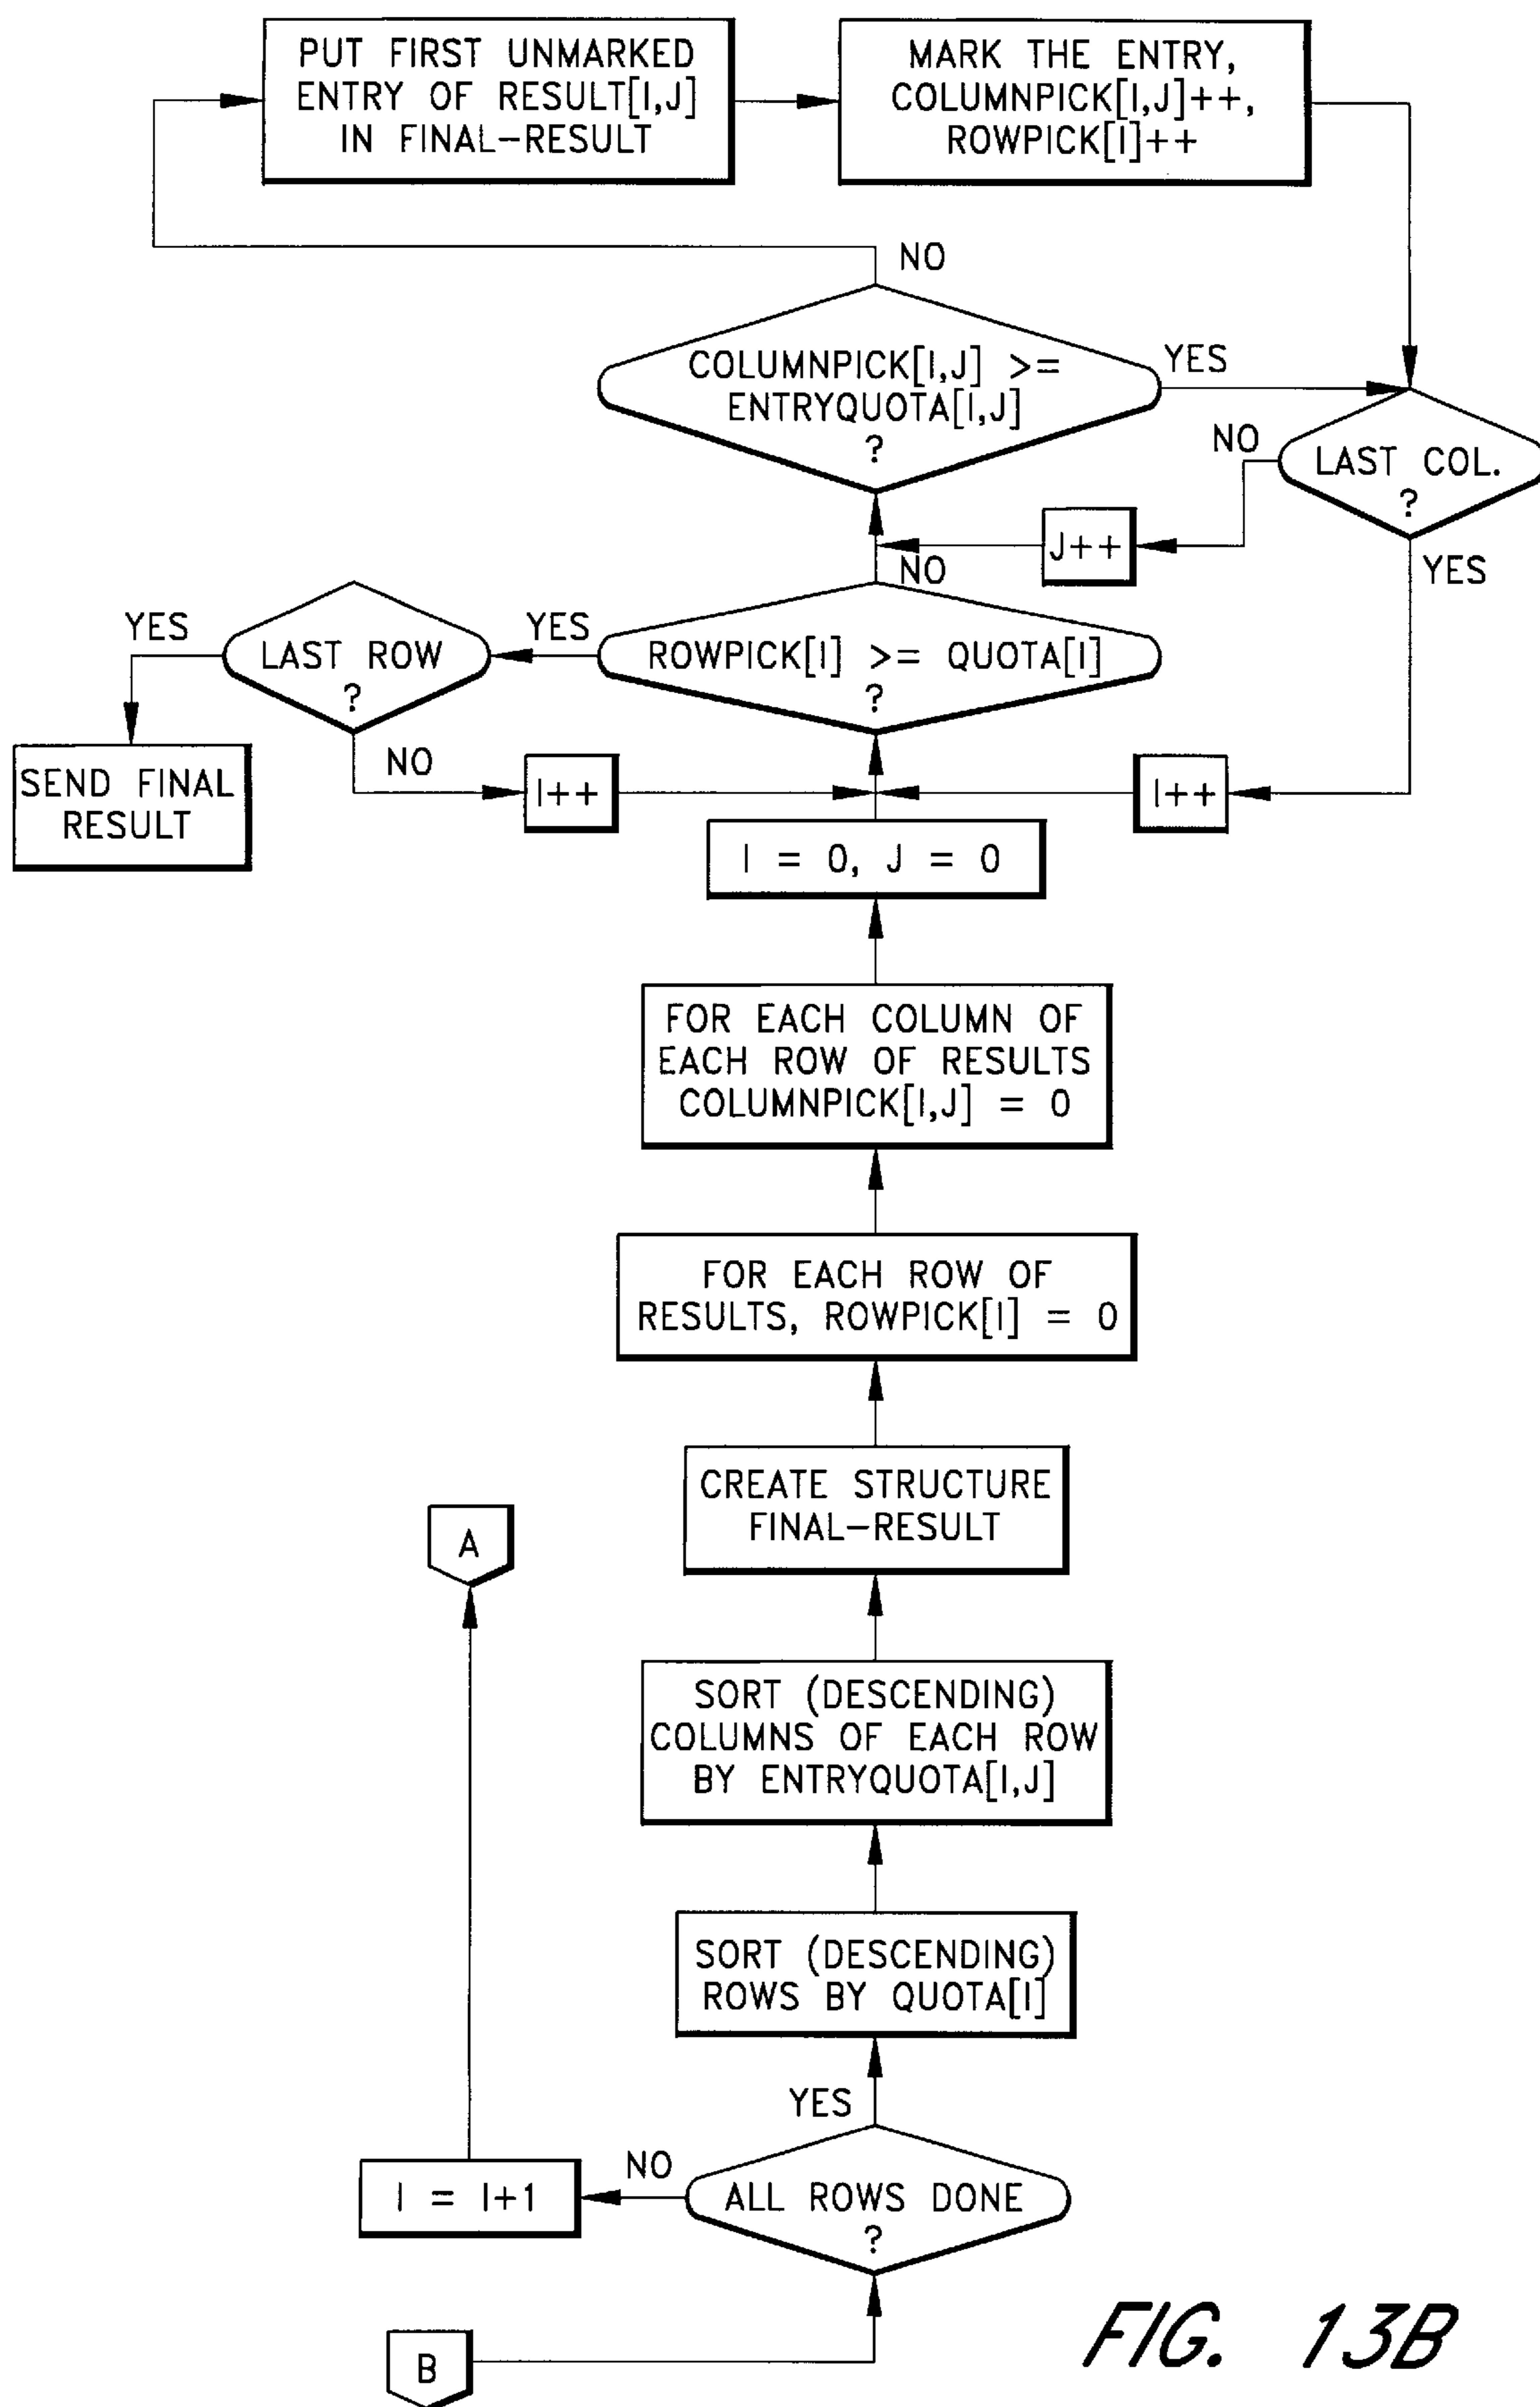 PUT FIRST UNMARKED
ENTRY OF RESULT[I,J]
IN FINAL-RESULT
MARK THE ENTRY,
COLUMNPICK[I,J]++,
ROWPICK[I]++
NO
COLUMNPICK[I,J] >=
ENTRYQUOTA[I,J]
?
YES
NO
LAST COL.
?
J++
NO
YES
YES
LAST ROW
?
YES
ROWPICK[I] >= QUOTA[I]
?
SEND FINAL
RESULT
NO
I++
I++
I = 0, J = 0
FOR EACH COLUMN OF
EACH ROW OF RESULTS
COLUMNPICK[I,J] = 0
FOR EACH ROW OF
RESULTS, ROWPICK[I] = 0
CREATE STRUCTURE
FINAL-RESULT
A
SORT (DESCENDING)
COLUMNS OF EACH ROW
BY ENTRYQUOTA[I,J]
SORT (DESCENDING)
ROWS BY QUOTA[I]
YES
I = I+1
NO
ALL ROWS DONE
?
B
FIG. 13B